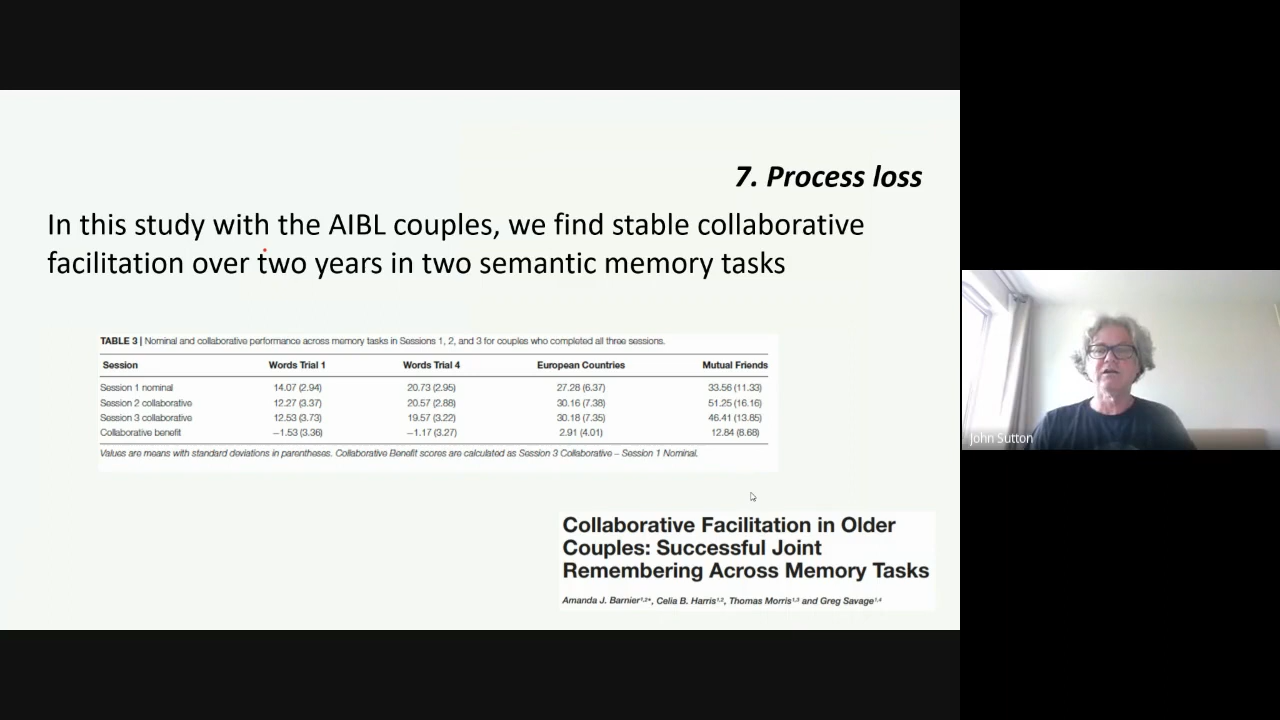 7. Process loss
In this study with the AIBL couples, we find stable collaborative
facilitation over two years in two semantic memory tasks
TABLE 3 | Nominal and collaborative performance across memory tasks in Sessions 1, 2, and 3 for couples who completed all three sessions.
Session Words Trial 1 Words Trial 4 European Countries Mutual Friends
Session 1 nominal 14.07 (2.94) 20.73 (2.95) 27.28 (6.37) 33.56 (11.33)
Session 2 collaborative 12.27 (3.37) 20.57 (2.88) 30.16 (7.38) 51.25 (16.16)
Session 3 collaborative 12.53 (3.73) 19.57 (3.22) 30.18 (7.35) 46.41 (13.85)
Collaborative benefit −1.53 (3.36) −1.17 (3.27) 2.91 (4.01) 12.84 (8.68)
Values are means with standard deviations in parentheses. Collaborative Benefit scores are calculated as Session 3 Collaborative – Session 1 Nominal.
Collaborative Facilitation in Older
Couples: Successful Joint
Remembering Across Memory Tasks
Amanda J. Barnier1,2*, Celia B. Harris1,2, Thomas Morris1,3 and Greg Savage1,4
John Sutton